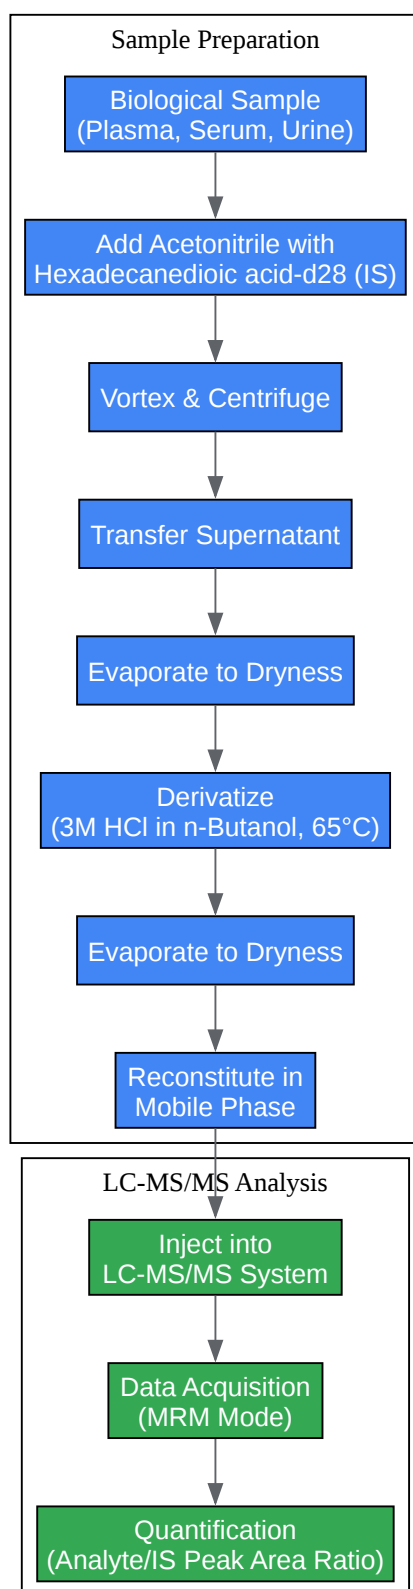 Sample Preparation
Biological Sample
(Plasma, Serum, Urine)
Add Acetonitrile with
Hexadecanedioic acid-d28 (IS)
Vortex & Centrifuge
Transfer Supernatant
Evaporate to Dryness
Derivatize
(3M HCl in n-Butanol, 65°C)
Evaporate to Dryness
Reconstitute in
Mobile Phase
LC-MS/MS Analysis
Inject into
LC-MS/MS System
Data Acquisition
(MRM Mode)
Quantification
(Analyte/IS Peak Area Ratio)